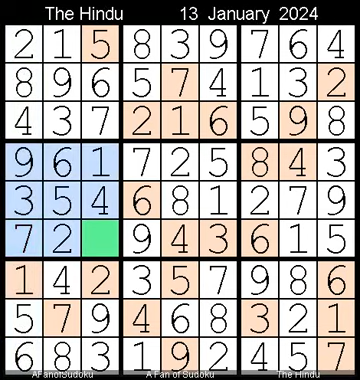 The Hindu 13 January 2024
2 1 5 8 3 9 7 6 4
8 9 6 5 7 4 1 3 2
4 3 7 2 1 6 5 9 8
9 6 1 7 2 5 8 4 3
3 5 4 6 8 1 2 7 9
7 2 9 4 3 6 1 5
1 4 2 3 5 7 9 8 6
5 7 9 4 6 8 3 2 1
6 8 3 1 9 2 4 5 7
AFanofSudoku A Fan of Sudoku The Hindu